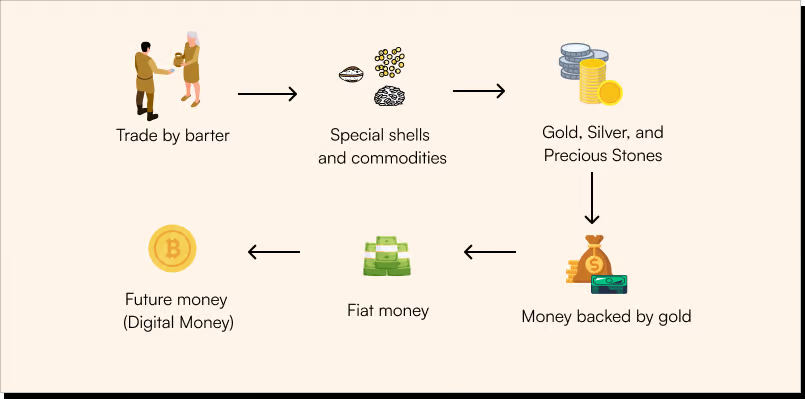 Trade by barter
Special shells
and commodities
Gold, Silver, and
Precious Stones
Money backed by gold
Fiat money
Future money
(Digital Money)